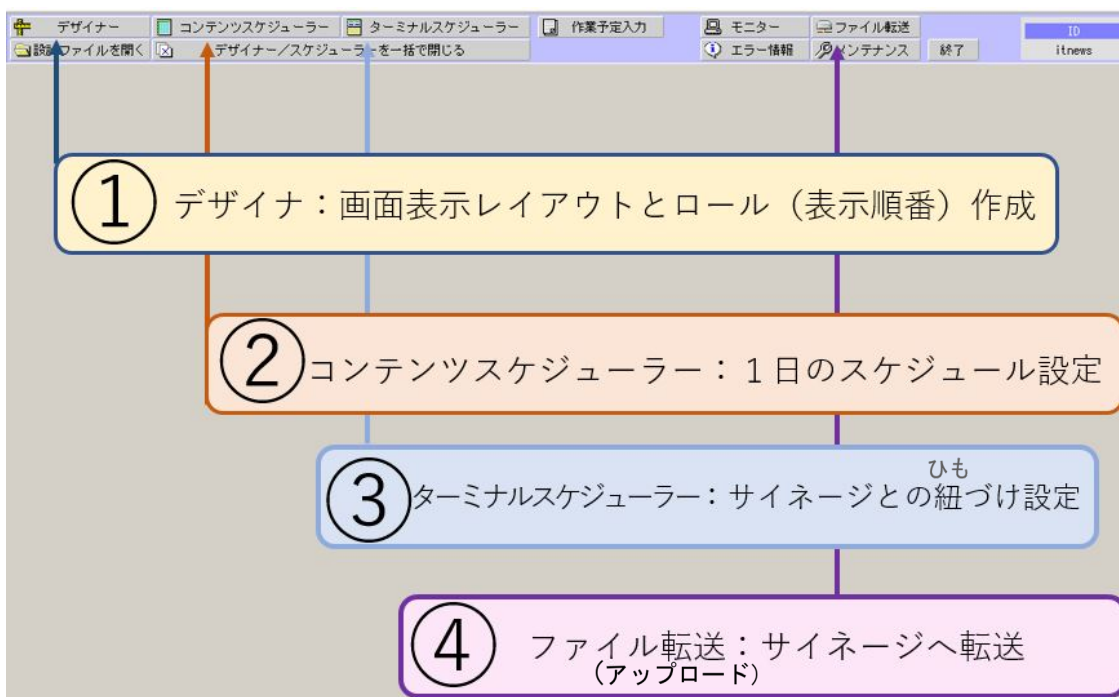 デザイナー コンテンツスケジューラー ターミナルスケジューラー 作業予定入力 モニター ファイル転送 ID
ファイルを開く デザイナー／スケジューラーを一括で閉じる エラー情報 メンテナンス 終了 itnews
① デザイナ：画面表示レイアウトとロール（表示順番）作成
② コンテンツスケジューラー：１日のスケジュール設定
ひも
③ ターミナルスケジューラー：サイネージとの紐づけ設定
④ ファイル転送：サイネージへ転送
（アップロード）